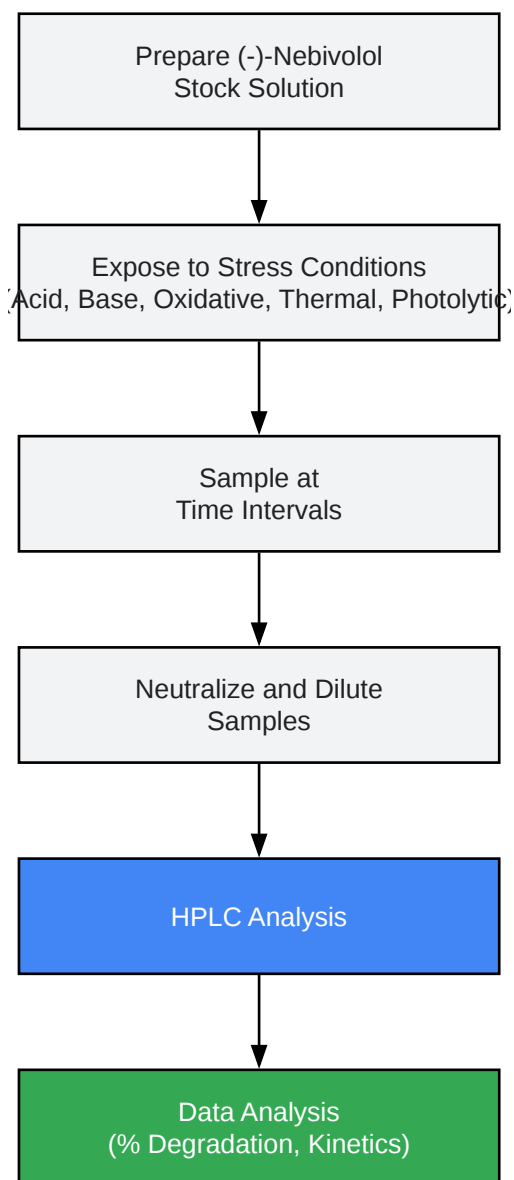 Prepare (-)-Nebivolol
Stock Solution
Expose to Stress Conditions
(Acid, Base, Oxidative, Thermal, Photolytic)
Sample at
Time Intervals
Neutralize and Dilute
Samples
HPLC Analysis
Data Analysis
(% Degradation, Kinetics)